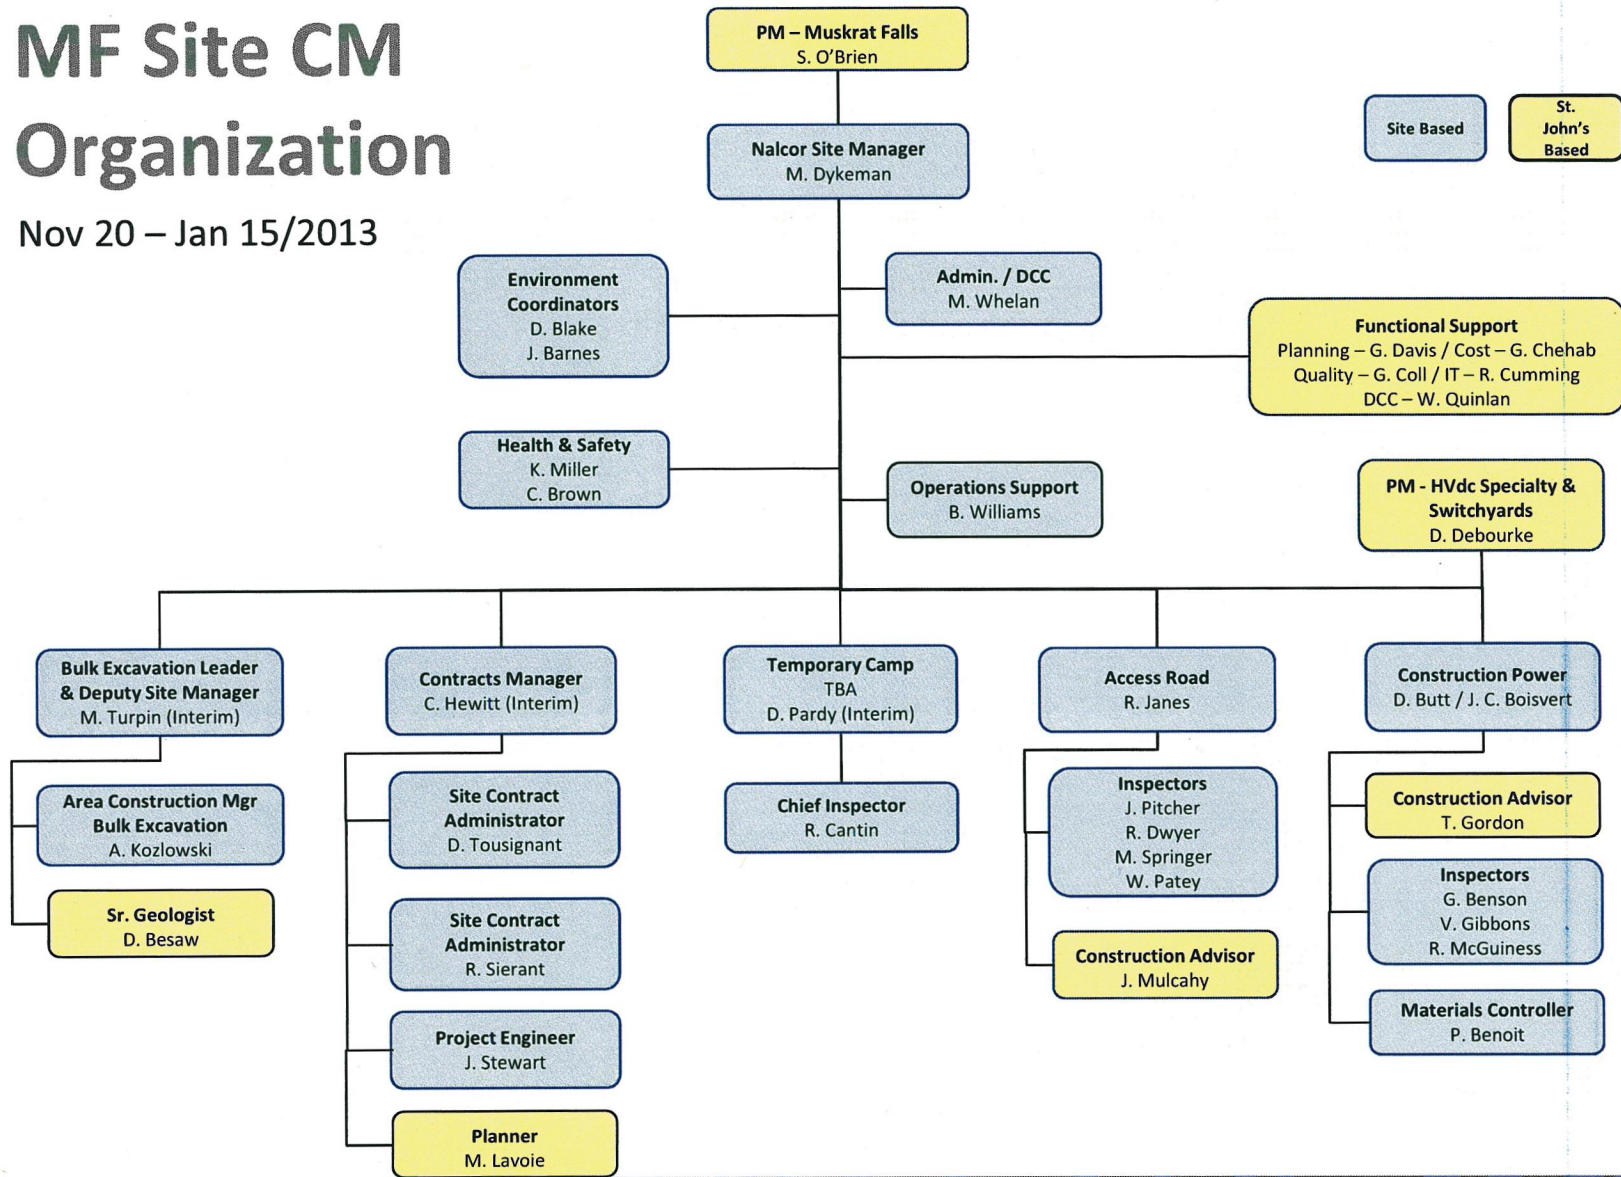 MF Site CM
Organization
Nov 20 – Jan 15/2013
PM – Muskrat Falls
S. O'Brien
Nalcor Site Manager
M. Dykeman
Site Based
St.
John's
Based
Environment
Coordinators
D. Blake
J. Barnes
Admin. / DCC
M. Whelan
Functional Support
Planning – G. Davis / Cost – G. Chehab
Quality – G. Coll / IT – R. Cumming
DCC – W. Quinlan
Health & Safety
K. Miller
C. Brown
Operations Support
B. Williams
PM - HVdc Specialty &
Switchyards
D. Debourke
Bulk Excavation Leader
& Deputy Site Manager
M. Turpin (Interim)
Contracts Manager
C. Hewitt (Interim)
Temporary Camp
TBA
D. Pardy (Interim)
Access Road
R. Janes
Construction Power
D. Butt / J. C. Boisvert
Area Construction Mgr
Bulk Excavation
A. Kozlowski
Sr. Geologist
D. Besaw
Site Contract
Administrator
D. Tousignant
Site Contract
Administrator
R. Sierant
Project Engineer
J. Stewart
Planner
M. Lavoie
Chief Inspector
R. Cantin
Inspectors
J. Pitcher
R. Dwyer
M. Springer
W. Patey
Construction Advisor
J. Mulcahy
Construction Advisor
T. Gordon
Inspectors
G. Benson
V. Gibbons
R. McGuiness
Materials Controller
P. Benoit